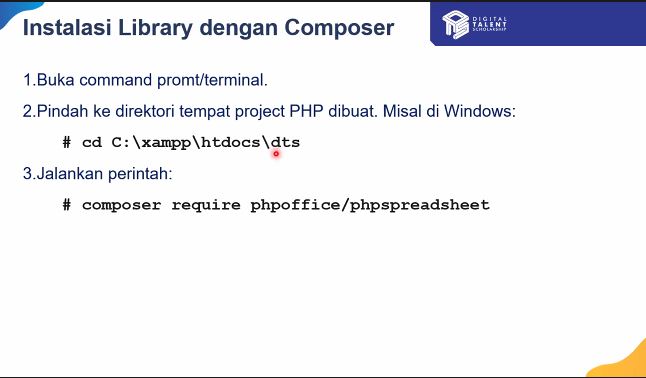 Instalasi Library dengan Composer
DIGITAL
TALENT
SCHOLARSHIP
1.Buka command promt/terminal.
2.Pindah ke direktori tempat project PHP dibuat. Misal di Windows:
# cd C:\xampp\htdocs\dts
3.Jalankan perintah:
# composer require phpoffice/phpspreadsheet